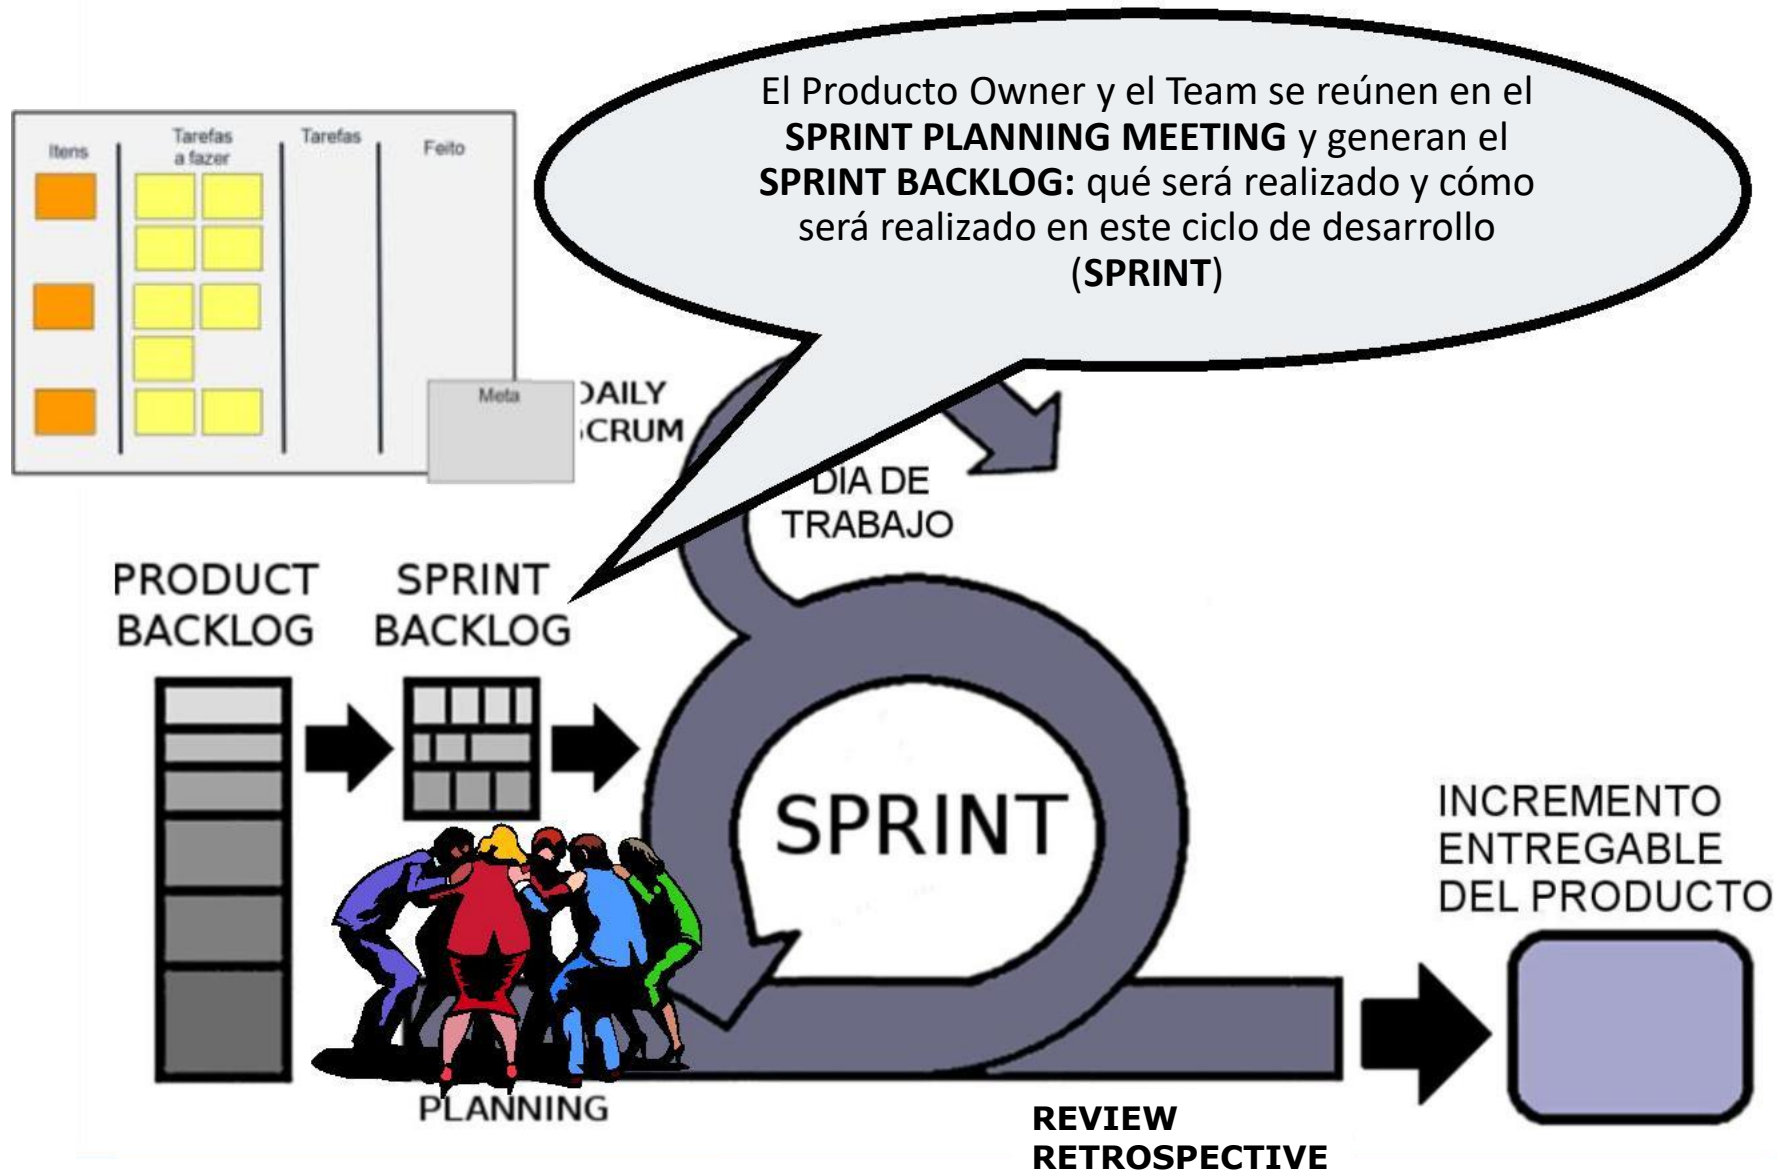 El Producto Owner y el Team se reúnen en el
SPRINT PLANNING MEETING y generan el
SPRINT BACKLOG: qué será realizado y cómo
será realizado en este ciclo de desarrollo
(SPRINT)
Itens
Tarefas
a fazer
Tarefas
Feito
Meta
DAILY
SCRUM
DIA DE
TRABAJO
PRODUCT
BACKLOG
SPRINT
BACKLOG
SPRINT
INCREMENTO
ENTREGABLE
DEL PRODUCTO
PLANNING
REVIEW
RETROSPECTIVE